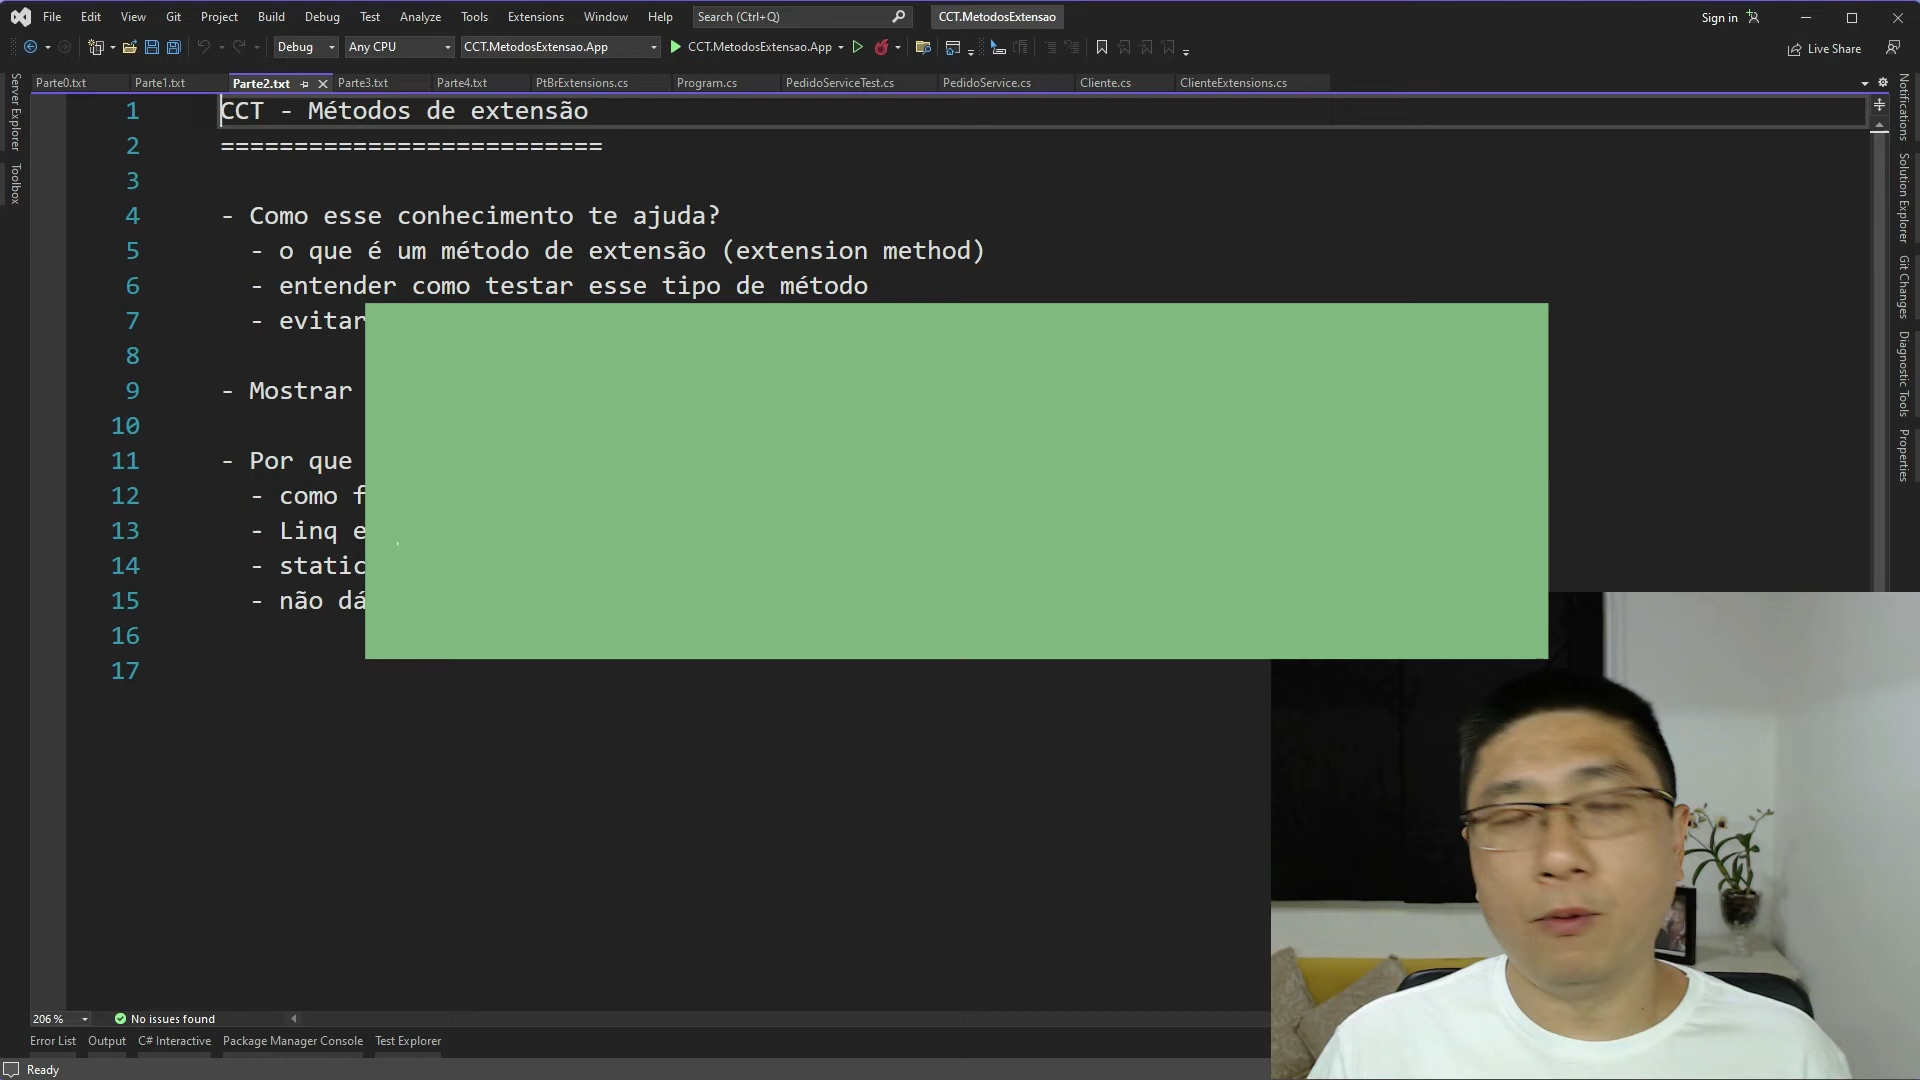 File Edit View Git Project Build Debug Test Analyze Tools Extensions Window Help Search (Ctrl+Q) CCT.MetodosExtensao Sign in
Debug Any CPU CCT.MetodosExtensao.App CCT.MetodosExtensao.App Live Share
Parte0.txt Parte1.txt Parte2.txt Parte3.txt Parte4.txt PtBrExtensions.cs Program.cs PedidoServiceTest.cs PedidoService.cs Cliente.cs ClienteExtensions.cs
Server Explorer
Toolbox
1 CCT - Métodos de extensão
2 ==========================
3
4 - Como esse conhecimento te ajuda?
5 - o que é um método de extensão (extension method)
6 - entender como testar esse tipo de método
7 - evitar
8
9 - Mostrar
10
11 - Por que
12 - como f
13 - Linq e
14 - static
15 - não dá
16
17
Notifications
Solution Explorer
Git Changes
Diagnostic Tools
Properties
206 % No issues found
Error List Output C# Interactive Package Manager Console Test Explorer
Ready